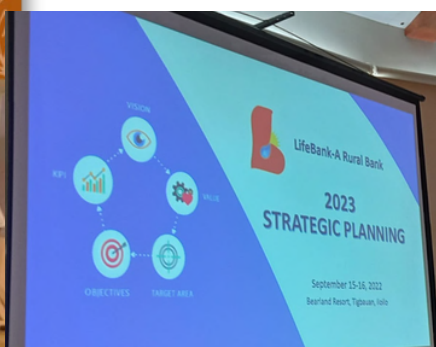 VISION
KPI
VALUE
OBJECTIVES
TARGET AREA
LifeBank-A Rural Bank
2023
STRATEGIC PLANNING
September 15-16, 2022
Bearland Resort, Tigbauan, Iloilo